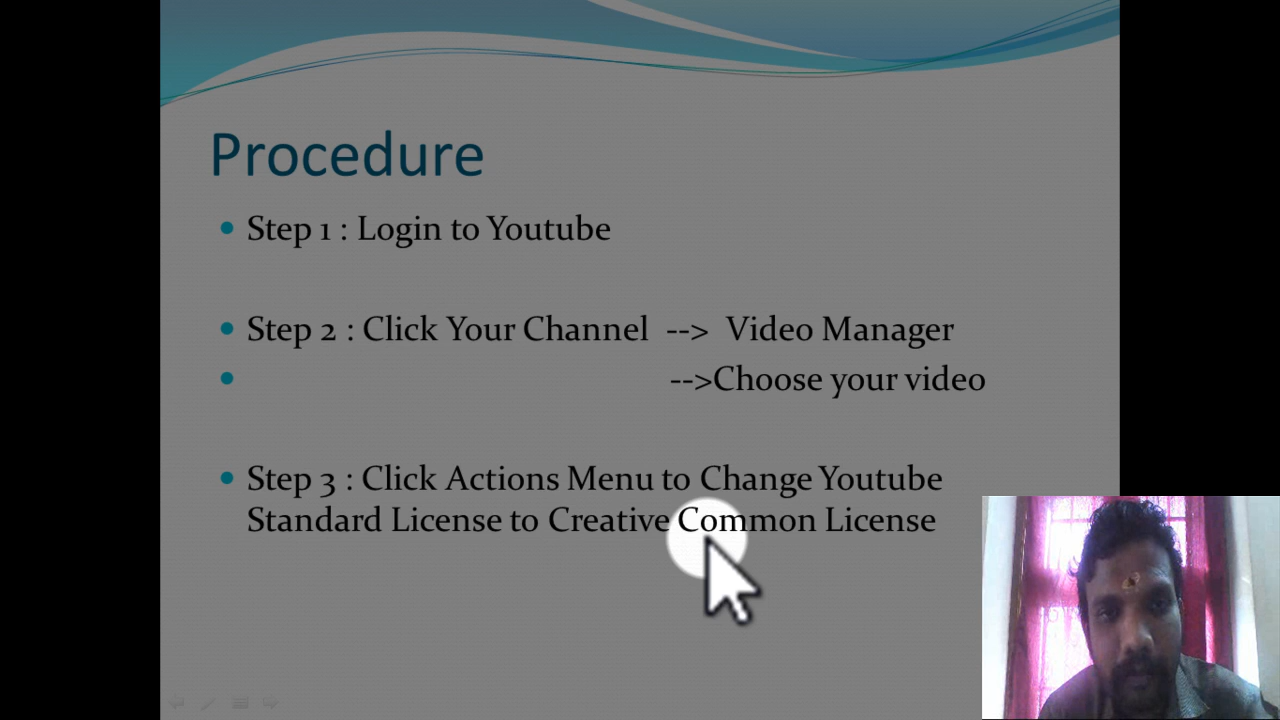 Procedure
Step 1 : Login to Youtube
Step 2 : Click Your Channel --> Video Manager
-->Choose your video
Step 3 : Click Actions Menu to Change Youtube
Standard License to Creative Common License